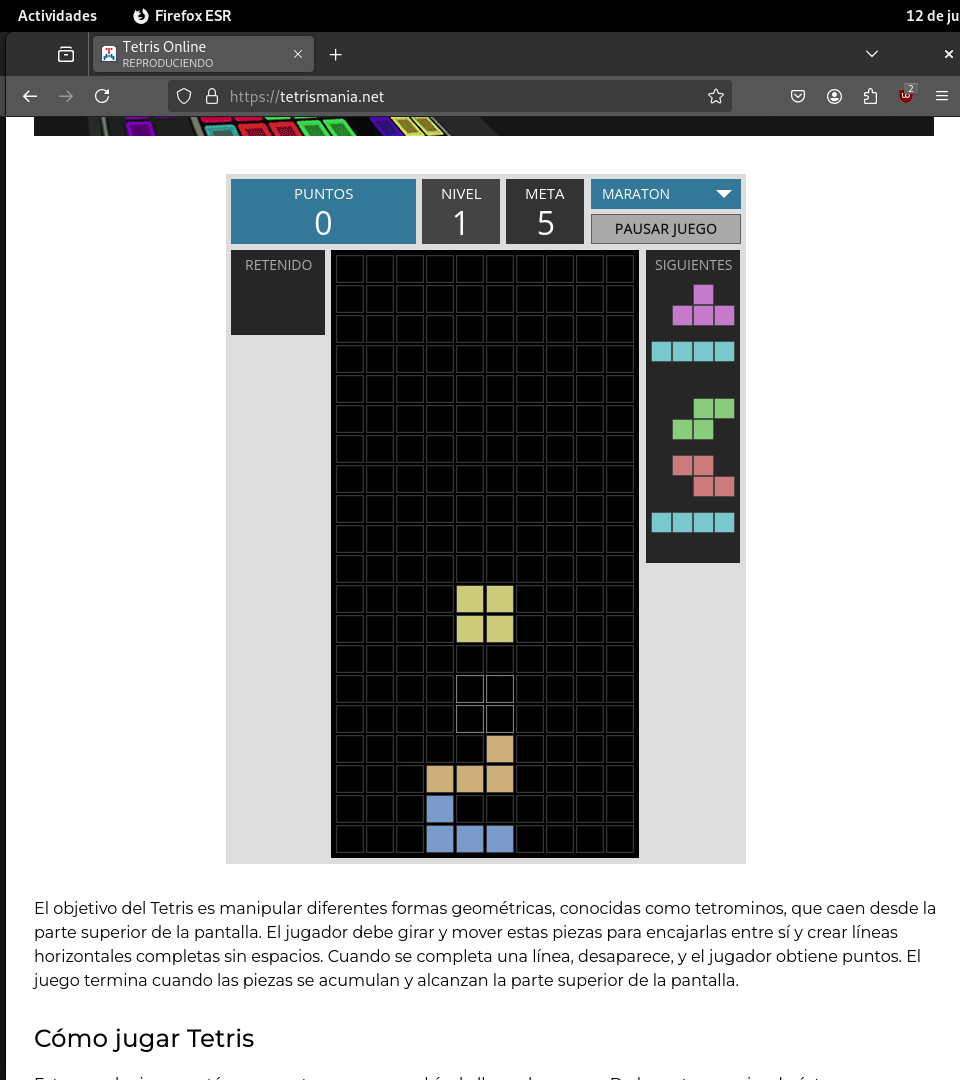 Actividades
Firefox ESR
12 de ju
Tetris Online
REPRODUCIENDO
https://tetrismania.net
2
PUNTOS
0
NIVEL
1
META
5
MARATON
PAUSAR JUEGO
RETENIDO
SIGUIENTES
El objetivo del Tetris es manipular diferentes formas geométricas, conocidas como tetrominos, que caen desde la
parte superior de la pantalla. El jugador debe girar y mover estas piezas para encajarlas entre sí y crear líneas
horizontales completas sin espacios. Cuando se completa una línea, desaparece, y el jugador obtiene puntos. El
juego termina cuando las piezas se acumulan y alcanzan la parte superior de la pantalla.
Cómo jugar Tetris